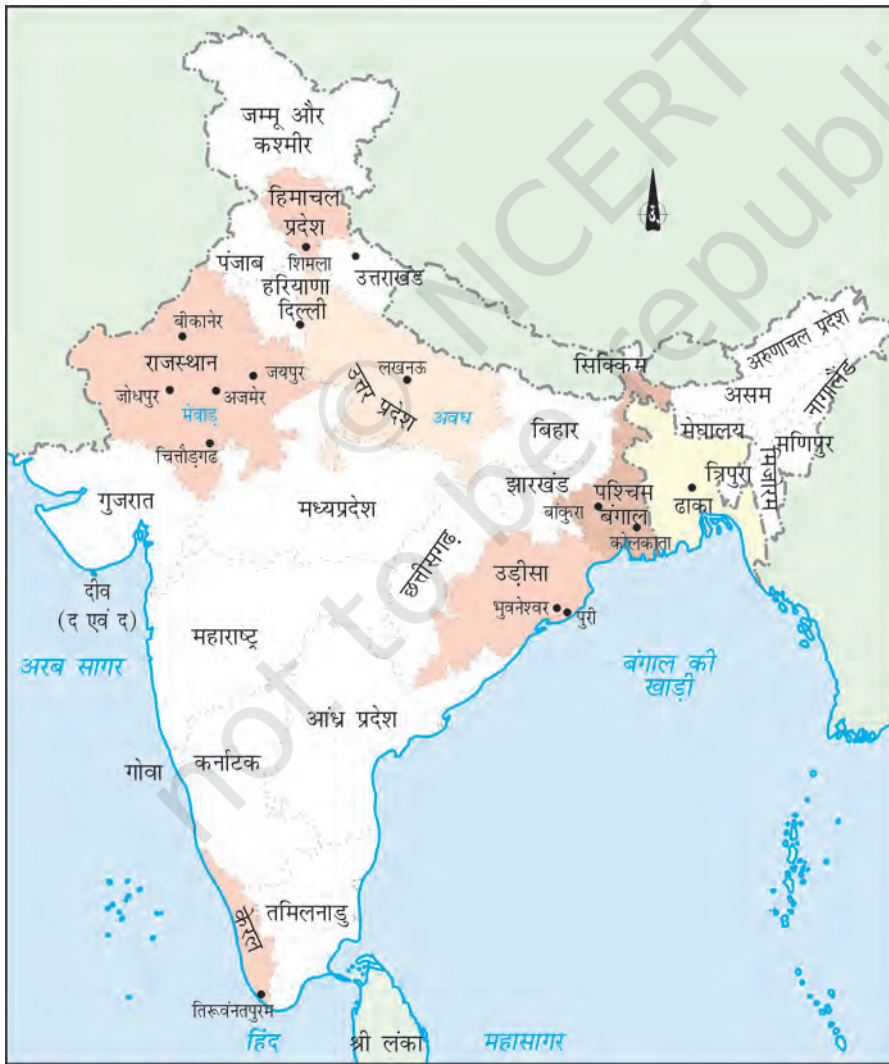 © NCERT
not to be republi
जम्मू और
कश्मीर
हिमाचल
प्रदेश
पंजाब
शिमला
उत्तराखंड
हरियाणा
दिल्ली
बीकानेर
राजस्थान
जयपुर
जोधपुर
अजमेर
मेवाड़
चित्तौड़गढ
लखनऊ
उत्तर प्रदेश
अवध
सिक्किम
अरुणाचल प्रदेश
असम
नागालैंड
मेघालय
मणिपुर
बिहार
त्रिपुरा
मिज़ोरम
झारखंड
पश्चिम
बंगाल
ढाका
बांकुरा
कोलकाता
गुजरात
मध्यप्रदेश
छत्तीसगढ़
उड़ीसा
भुवनेश्वर
पुरी
दीव
(द एवं द)
महाराष्ट्र
अरब सागर
बंगाल की
खाड़ी
आंध्र प्रदेश
गोवा
कर्नाटक
केरल
तमिलनाडु
तिरूवंनतपुरम
हिंद
श्री लंका
महासागर